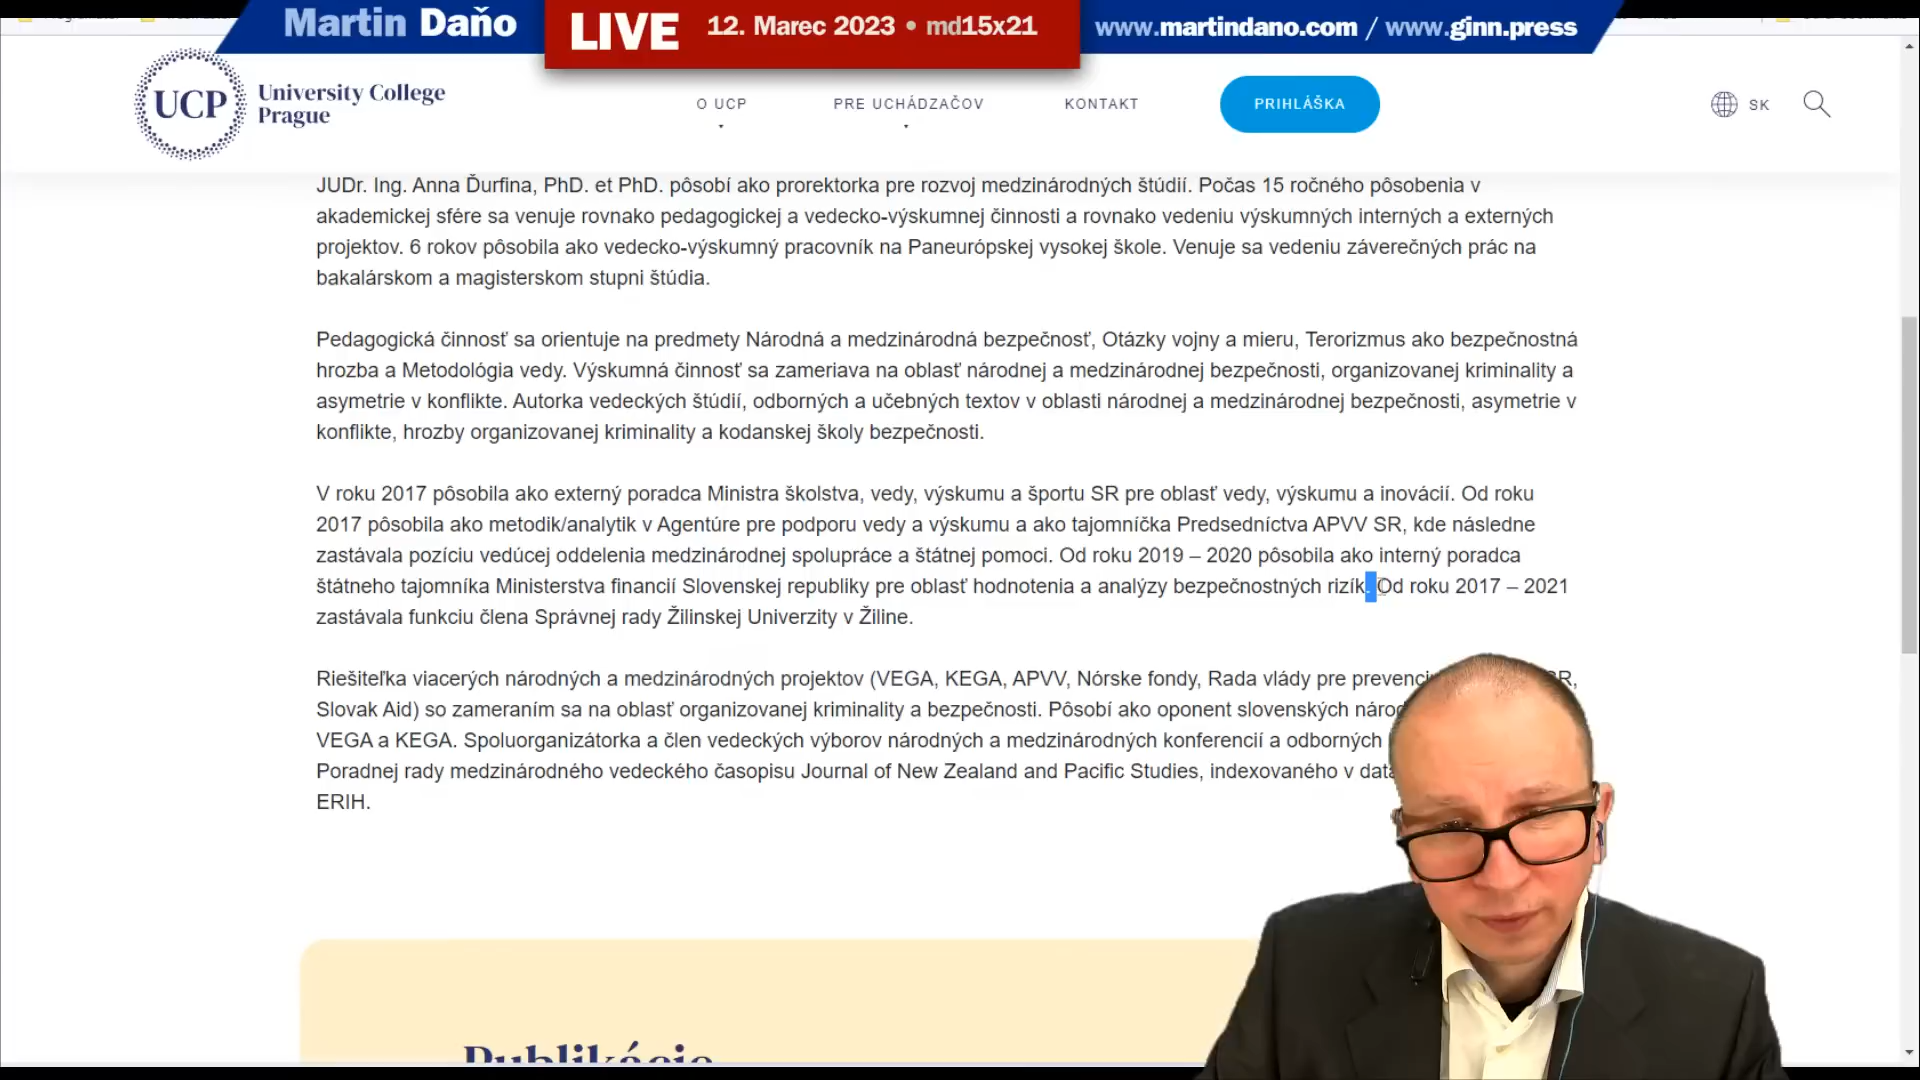 Martin Daňo
LIVE
12. Marec 2023 • md15x21
www.martindano.com / www.ginn.press
UCP
University College
Prague
O UCP
PRE UCHÁDZAČOV
KONTAKT
PRIHLÁŠKA
SK
JUDr. Ing. Anna Ďurfina, PhD. et PhD. pôsobí ako prorektorka pre rozvoj medzinárodných štúdií. Počas 15 ročného pôsobenia v
akademickej sfére sa venuje rovnako pedagogickej a vedecko-výskumnej činnosti a rovnako vedeniu výskumných interných a externých
projektov. 6 rokov pôsobila ako vedecko-výskumný pracovník na Paneurópskej vysokej škole. Venuje sa vedeniu záverečných prác na
bakalárskom a magisterskom stupni štúdia.
Pedagogická činnosť sa orientuje na predmety Národná a medzinárodná bezpečnosť, Otázky vojny a mieru, Terorizmus ako bezpečnostná
hrozba a Metodológia vedy. Výskumná činnosť sa zameriava na oblasť národnej a medzinárodnej bezpečnosti, organizovanej kriminality a
asymetrie v konflikte. Autorka vedeckých štúdií, odborných a učebných textov v oblasti národnej a medzinárodnej bezpečnosti, asymetrie v
konflikte, hrozby organizovanej kriminality a kodanskej školy bezpečnosti.
V roku 2017 pôsobila ako externý poradca Ministra školstva, vedy, výskumu a športu SR pre oblasť vedy, výskumu a inovácií. Od roku
2017 pôsobila ako metodik/analytik v Agentúre pre podporu vedy a výskumu a ako tajomníčka Predsedníctva APVV SR, kde následne
zastávala pozíciu vedúcej oddelenia medzinárodnej spolupráce a štátnej pomoci. Od roku 2019 – 2020 pôsobila ako interný poradca
štátneho tajomníka Ministerstva financií Slovenskej republiky pre oblasť hodnotenia a analýzy bezpečnostných rizík. Od roku 2017 – 2021
zastávala funkciu člena Správnej rady Žilinskej Univerzity v Žiline.
Riešiteľka viacerých národných a medzinárodných projektov (VEGA, KEGA, APVV, Nórske fondy, Rada vlády pre
Slovak Aid) so zameraním sa na oblasť organizovanej kriminality a bezpečnosti. Pôsobí ako oponent slovenských
VEGA a KEGA. Spoluorganizátorka a člen vedeckých výborov národných a medzinárodných konferencií a odborných
Poradnej rady medzinárodného vedeckého časopisu Journal of New Zealand and Pacific Studies, indexovaného v
ERIH.
Publikácie